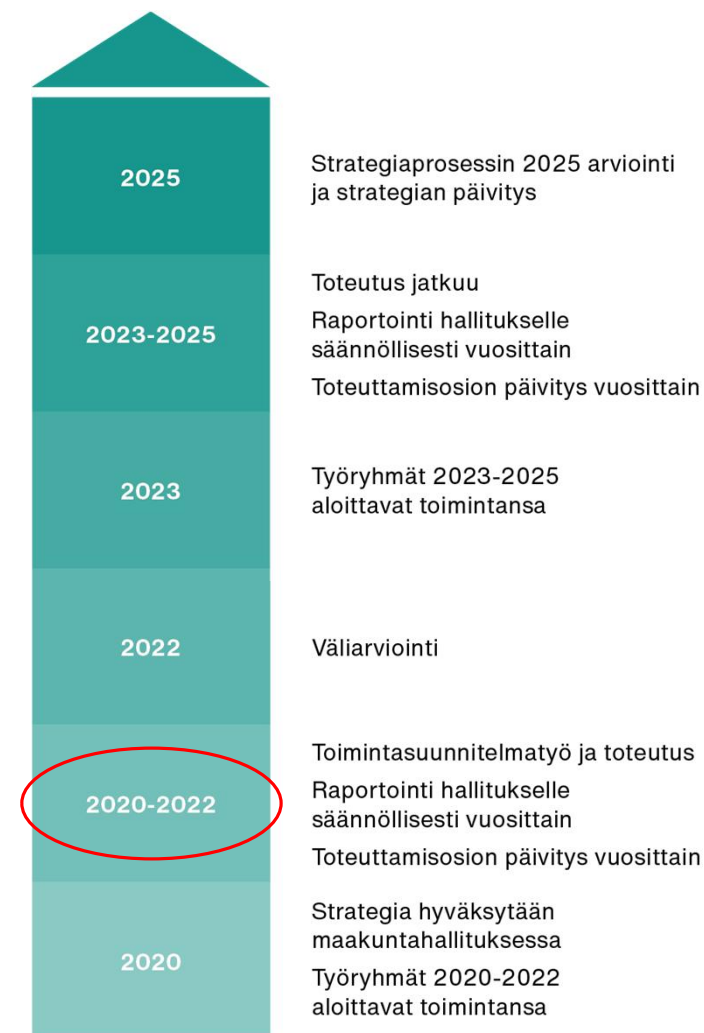 2025
Strategiaprosessin 2025 arviointi
ja strategian päivitys
2023-2025
Toteutus jatkuu
Raportointi hallitukselle
säännöllisesti vuosittain
Toteuttamisosion päivitys vuosittain
2023
Työryhmät 2023-2025
aloittavat toimintansa
2022
Väliarviointi
2020-2022
Toimintasuunnitelmatyö ja toteutus
Raportointi hallitukselle
säännöllisesti vuosittain
Toteuttamisosion päivitys vuosittain
2020
Strategia hyväksytään
maakuntahallituksessa
Työryhmät 2020-2022
aloittavat toimintansa